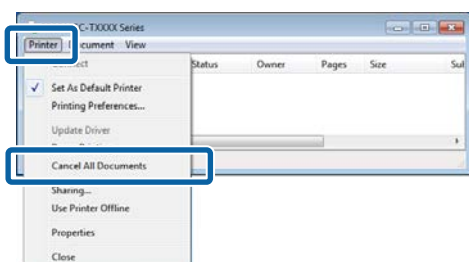 C-TXXXX Series
Printer Document View
Status Owner Pages Size
Set As Default Printer
Printing Preferences...
Update Driver
Cancel All Documents
Sharing...
Use Printer Offline
Properties
Close